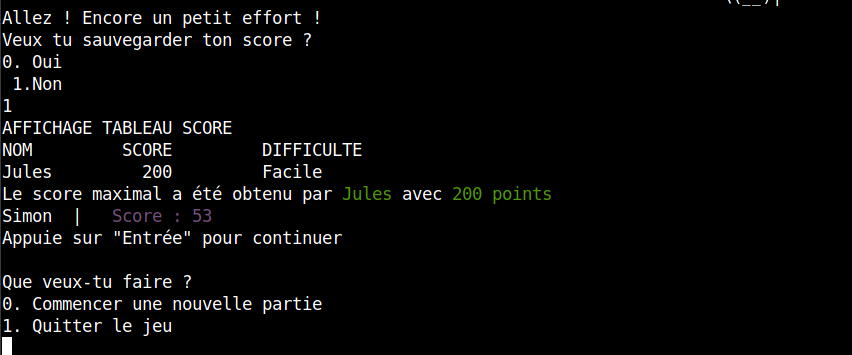 \(__)|
Allez ! Encore un petit effort !
Veux tu sauvegarder ton score ?
0. Oui
 1.Non
1
AFFICHAGE TABLEAU SCORE
NOM         SCORE         DIFFICULTE
Jules         200         Facile
Le score maximal a été obtenu par Jules avec 200 points
Simon  |   Score : 53
Appuie sur "Entrée" pour continuer
Que veux-tu faire ?
0. Commencer une nouvelle partie
1. Quitter le jeu